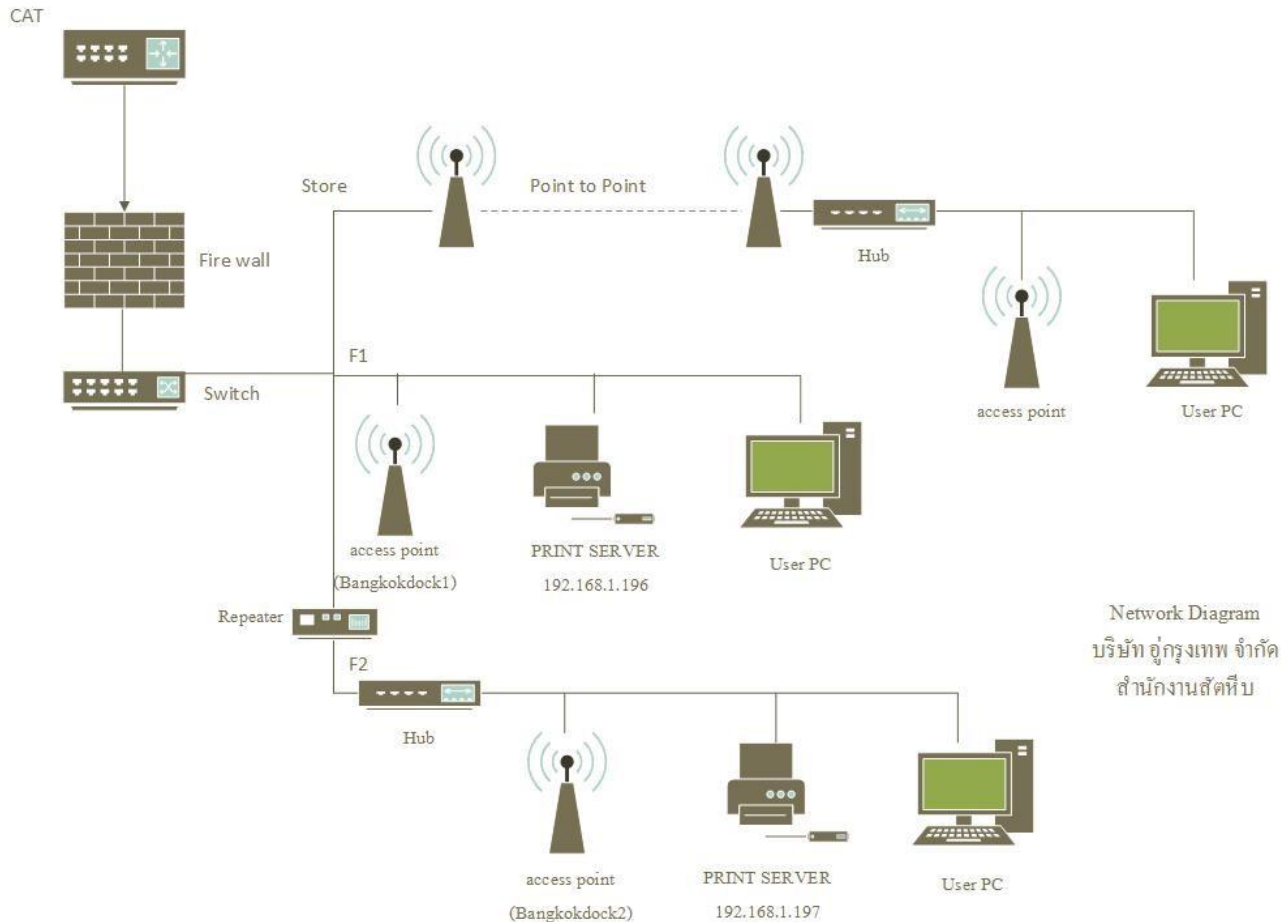 CAT
Store
Point to Point
Fire wall
Hub
F1
Switch
access point
User PC
access point
(Bangkokdock1)
PRINT SERVER
192.168.1.196
User PC
Repeater
Network Diagram
บริษัท อู่กรุงเทพ จำกัด
สำนักงานสัตหีบ
F2
Hub
access point
(Bangkokdock2)
PRINT SERVER
192.168.1.197
User PC